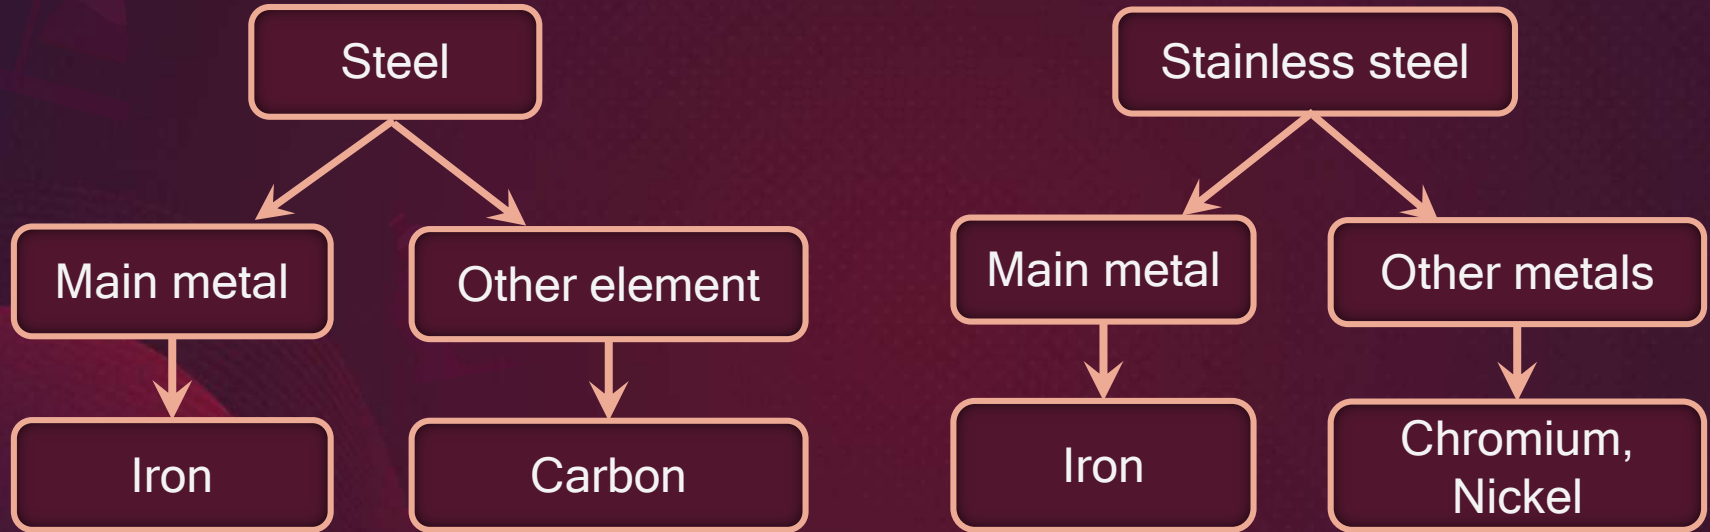 Steel
Stainless steel
Main metal
Other element
Main metal
Other metals
Iron
Carbon
Iron
Chromium,
Nickel